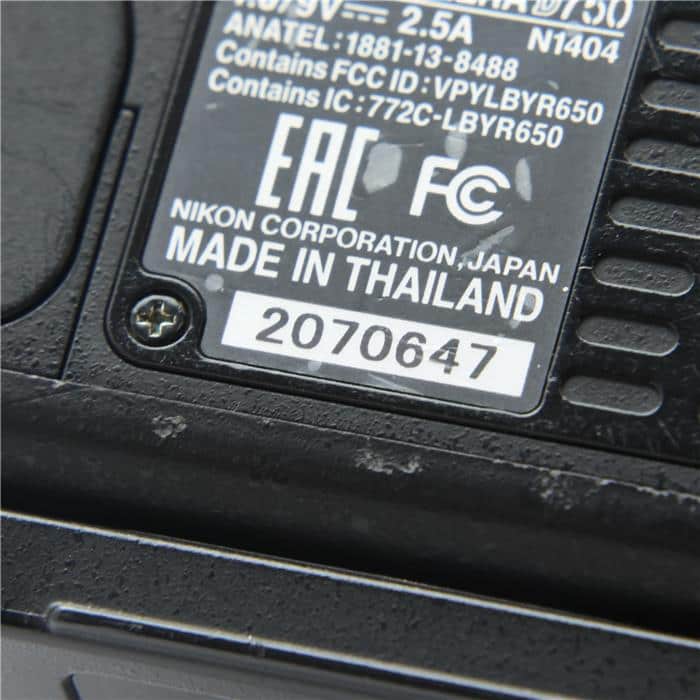 D750
2.5A N1404
ANATEL:1881-13-8488
Contains FCC ID:VPYLBYR650
Contains IC:772C-LBYR650
EAC FC
NIKON CORPORATION,JAPAN
MADE IN THAILAND
2070647